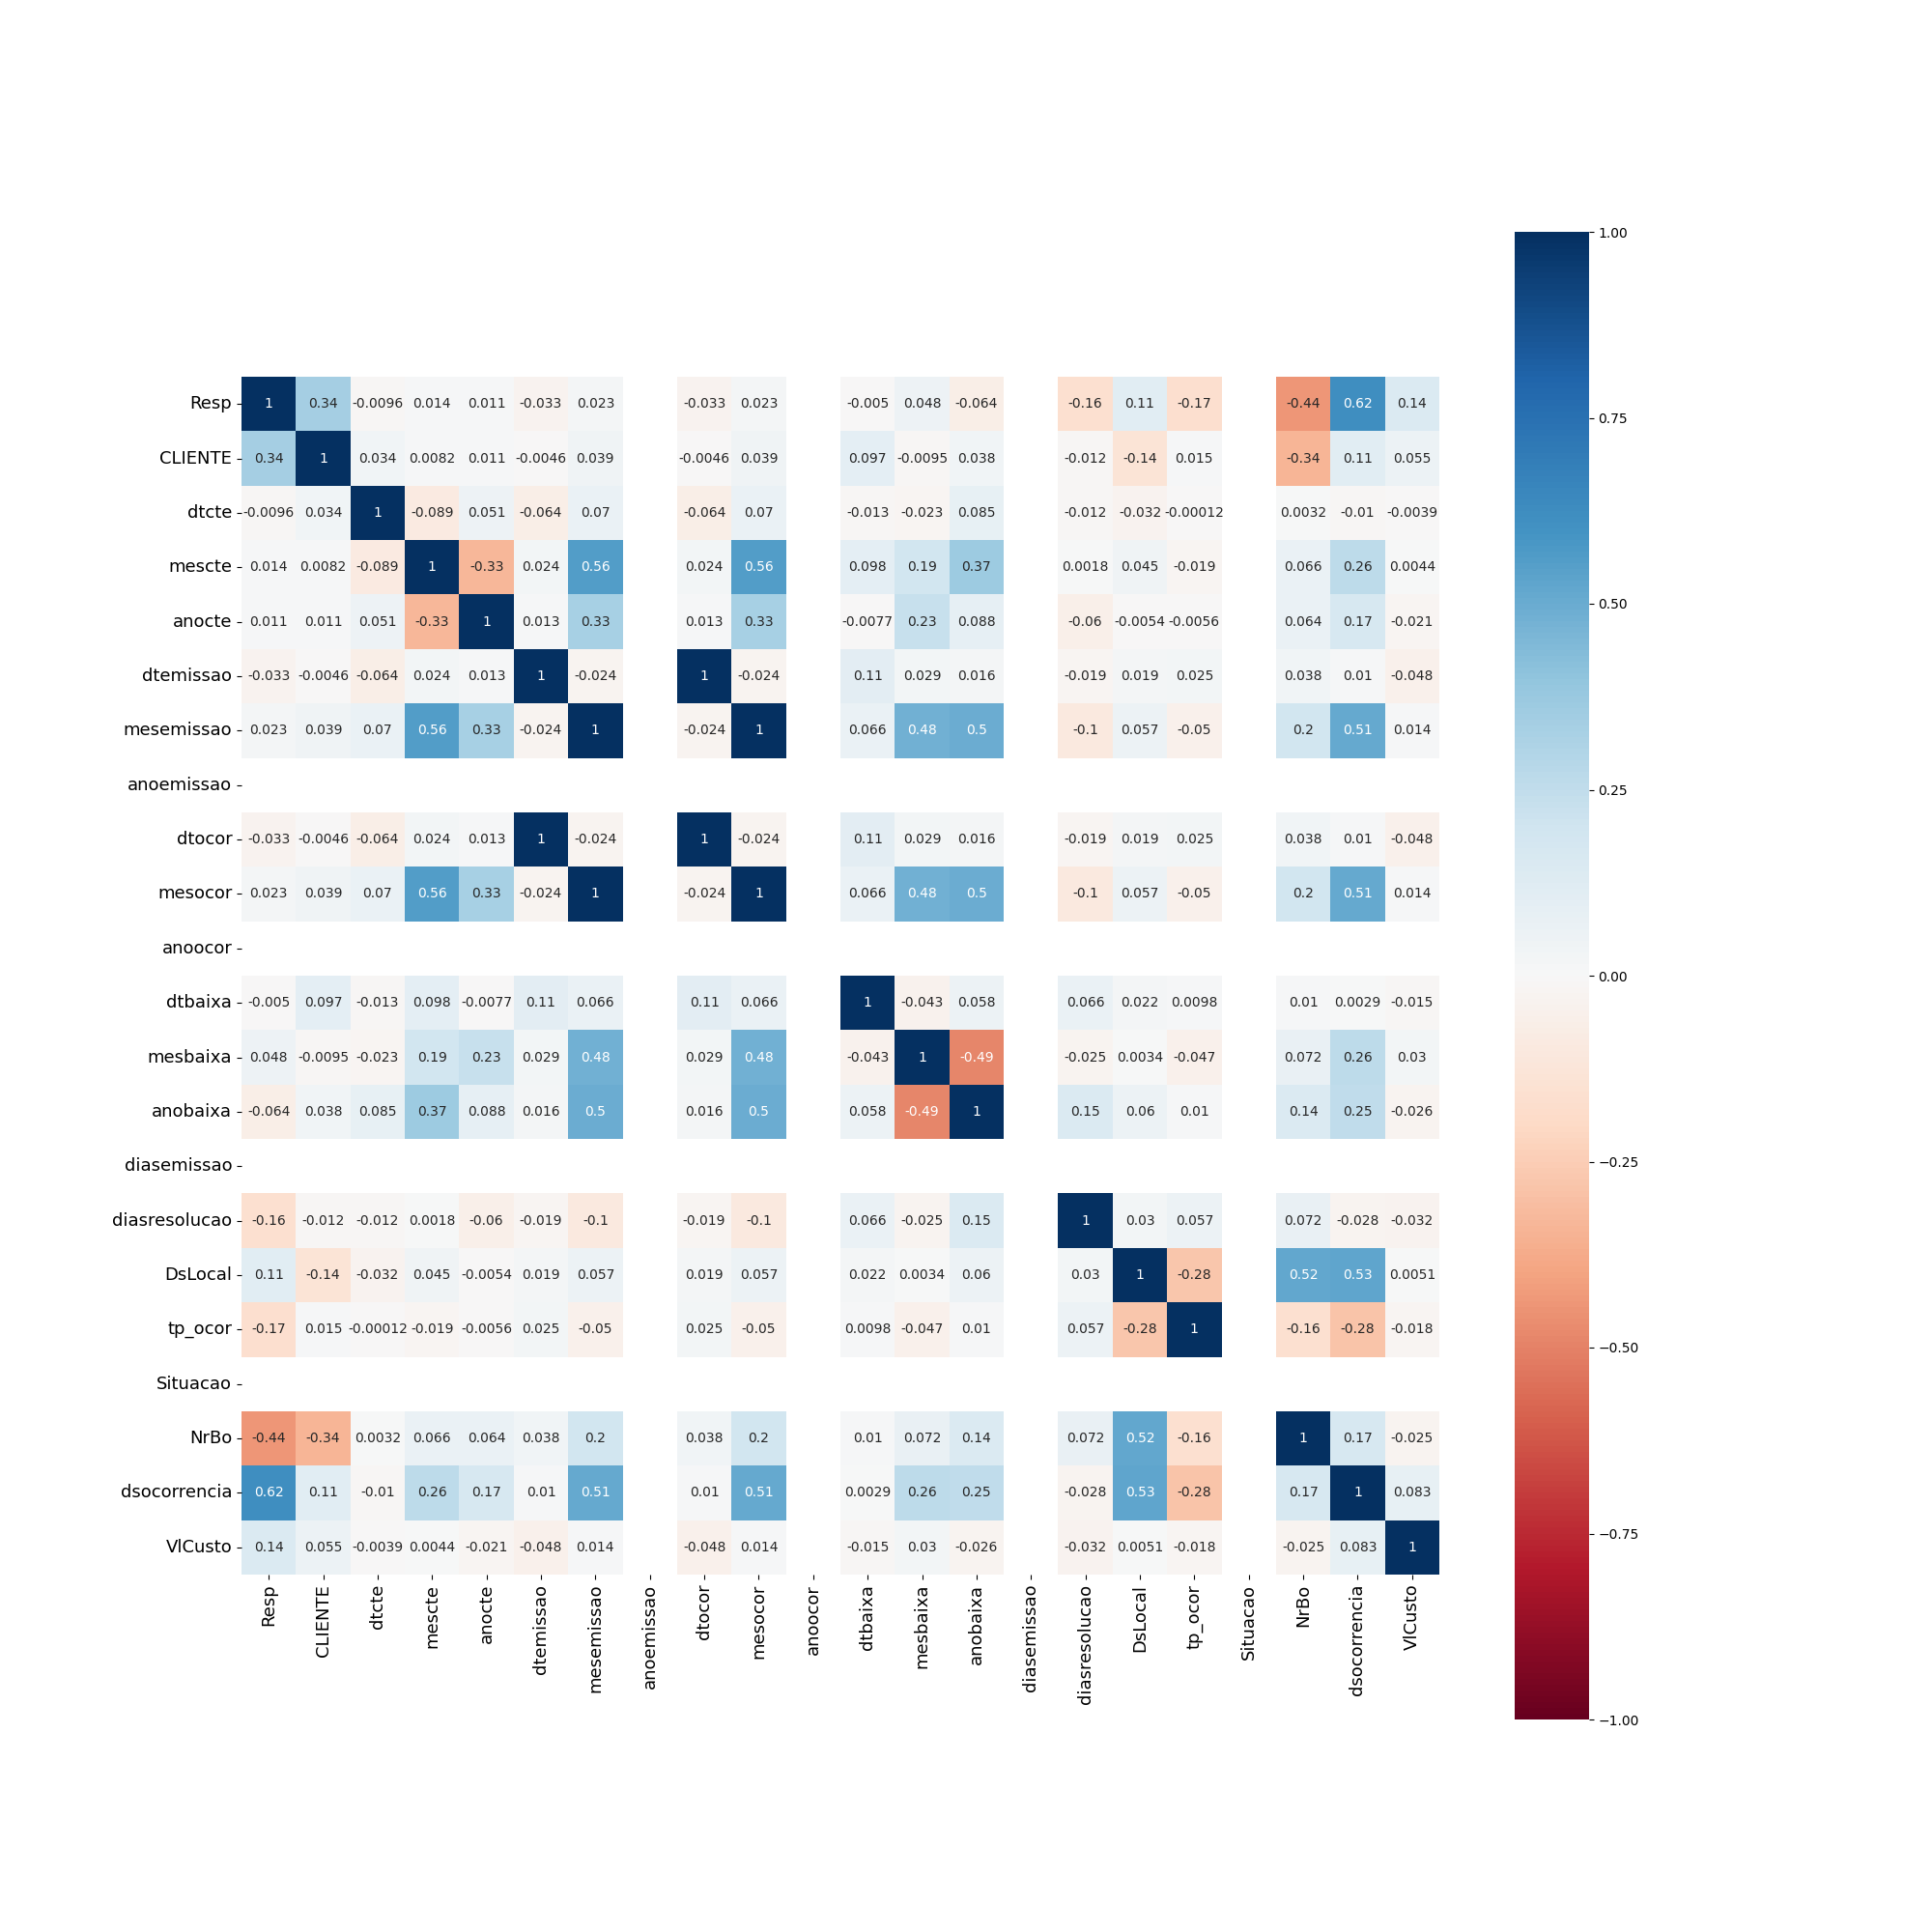 1.00
Resp 1 0.34 -0.0096 0.014 0.011 -0.033 0.023 -0.033 0.023 -0.005 0.048 -0.064 -0.16 0.11 -0.17 -0.44 0.62 0.14
0.75
CLIENTE 0.34 1 0.034 0.0082 0.011 -0.0046 0.039 -0.0046 0.039 0.097 -0.0095 0.038 -0.012 -0.14 0.015 -0.34 0.11 0.055
dtcte -0.0096 0.034 1 -0.089 0.051 -0.064 0.07 -0.064 0.07 -0.013 -0.023 0.085 -0.012 -0.032 -0.00012 0.0032 -0.01 -0.0039
mescte 0.014 0.0082 -0.089 1 -0.33 0.024 0.56 0.024 0.56 0.098 0.19 0.37 0.0018 0.045 -0.019 0.066 0.26 0.0044
0.50
anocte 0.011 0.011 0.051 -0.33 1 0.013 0.33 0.013 0.33 -0.0077 0.23 0.088 -0.06 -0.0054 -0.0056 0.064 0.17 -0.021
dtemissao -0.033 -0.0046 -0.064 0.024 0.013 1 -0.024 1 -0.024 0.11 0.029 0.016 -0.019 0.019 0.025 0.038 0.01 -0.048
mesemissao 0.023 0.039 0.07 0.56 0.33 -0.024 1 -0.024 1 0.066 0.48 0.5 -0.1 0.057 -0.05 0.2 0.51 0.014
anoemissao
0.25
dtocor -0.033 -0.0046 -0.064 0.024 0.013 1 -0.024 1 -0.024 0.11 0.029 0.016 -0.019 0.019 0.025 0.038 0.01 -0.048
mesocor 0.023 0.039 0.07 0.56 0.33 -0.024 1 -0.024 1 0.066 0.48 0.5 -0.1 0.057 -0.05 0.2 0.51 0.014
anoocor
0.00
dtbaixa -0.005 0.097 -0.013 0.098 -0.0077 0.11 0.066 0.11 0.066 1 -0.043 0.058 0.066 0.022 0.0098 0.01 0.0029 -0.015
mesbaixa 0.048 -0.0095 -0.023 0.19 0.23 0.029 0.48 0.029 0.48 -0.043 1 -0.49 -0.025 0.0034 -0.047 0.072 0.26 0.03
anobaixa -0.064 0.038 0.085 0.37 0.088 0.016 0.5 0.016 0.5 0.058 -0.49 1 0.15 0.06 0.01 0.14 0.25 -0.026
diasemissao
−0.25
diasresolucao -0.16 -0.012 -0.012 0.0018 -0.06 -0.019 -0.1 -0.019 -0.1 0.066 -0.025 0.15 1 0.03 0.057 0.072 -0.028 -0.032
DsLocal 0.11 -0.14 -0.032 0.045 -0.0054 0.019 0.057 0.019 0.057 0.022 0.0034 0.06 0.03 1 -0.28 0.52 0.53 0.0051
tp_ocor -0.17 0.015 -0.00012 -0.019 -0.0056 0.025 -0.05 0.025 -0.05 0.0098 -0.047 0.01 0.057 -0.28 1 -0.16 -0.28 -0.018
−0.50
Situacao
NrBo -0.44 -0.34 0.0032 0.066 0.064 0.038 0.2 0.038 0.2 0.01 0.072 0.14 0.072 0.52 -0.16 1 0.17 -0.025
dsocorrencia 0.62 0.11 -0.01 0.26 0.17 0.01 0.51 0.01 0.51 0.0029 0.26 0.25 -0.028 0.53 -0.28 0.17 1 0.083
−0.75
VlCusto 0.14 0.055 -0.0039 0.0044 -0.021 -0.048 0.014 -0.048 0.014 -0.015 0.03 -0.026 -0.032 0.0051 -0.018 -0.025 0.083 1
Resp CLIENTE dtcte mescte anocte dtemissao mesemissao anoemissao dtocor mesocor anoocor dtbaixa mesbaixa anobaixa diasemissao diasresolucao DsLocal tp_ocor Situacao NrBo dsocorrencia VlCusto
−1.00